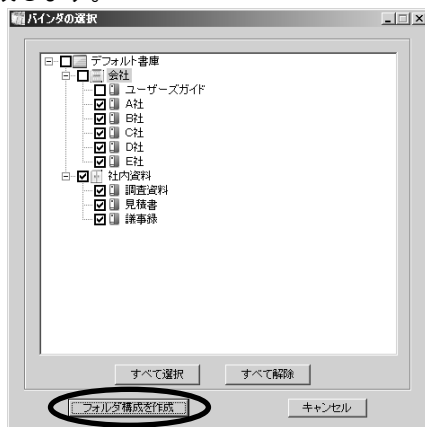 バインダの選択
デフォルト書庫
会社
ユーザーズガイド
A社
B社
C社
D社
E社
社内資料
調査資料
見積書
議事録
すべて選択 すべて解除
フォルダ構成を作成 キャンセル